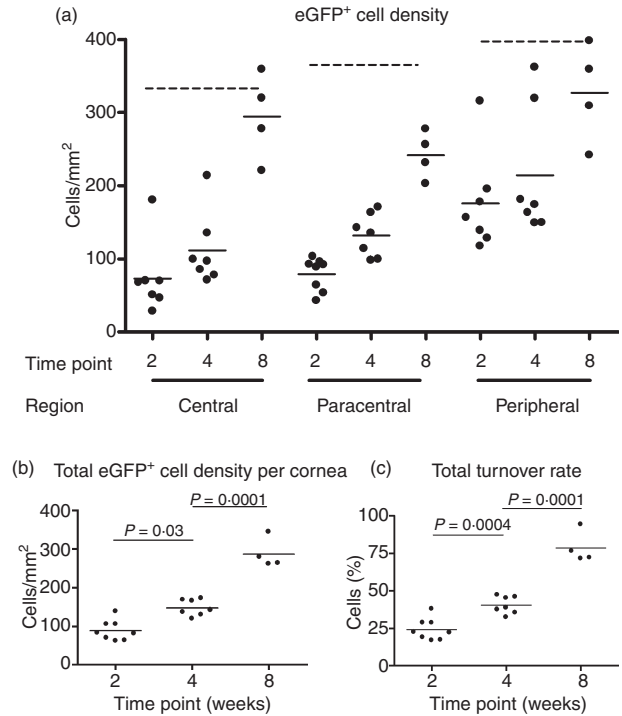 (a) eGFP⁺ cell density
400
300
200
100
0
Cells/mm²
Time point 2 4 8 2 4 8 2 4 8
Region Central Paracentral Peripheral
(b) Total eGFP⁺ cell density per cornea
400
300
200
100
0
Cells/mm²
P = 0·03
P = 0·0001
2 4 8
Time point (weeks)
(c) Total turnover rate
100
75
50
25
0
Cells (%)
P = 0·0004
P = 0·0001
2 4 8
Time point (weeks)